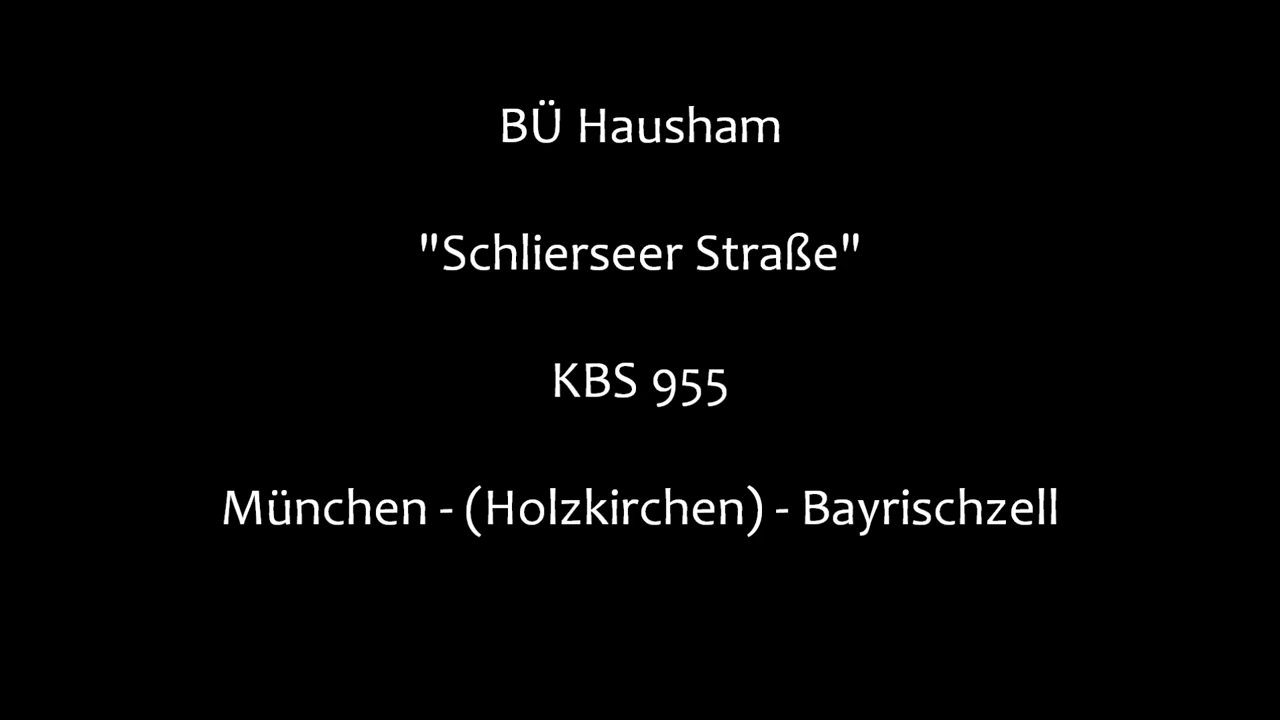 BÜ Hausham
"Schlierseer Straße"
KBS 955
München - (Holzkirchen) - Bayrischzell